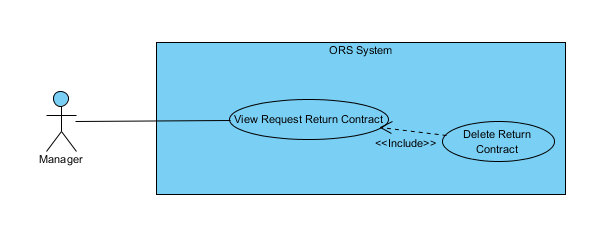 ORS System
View Request Return Contract
Delete Return
Contract
<<Include>>
Manager